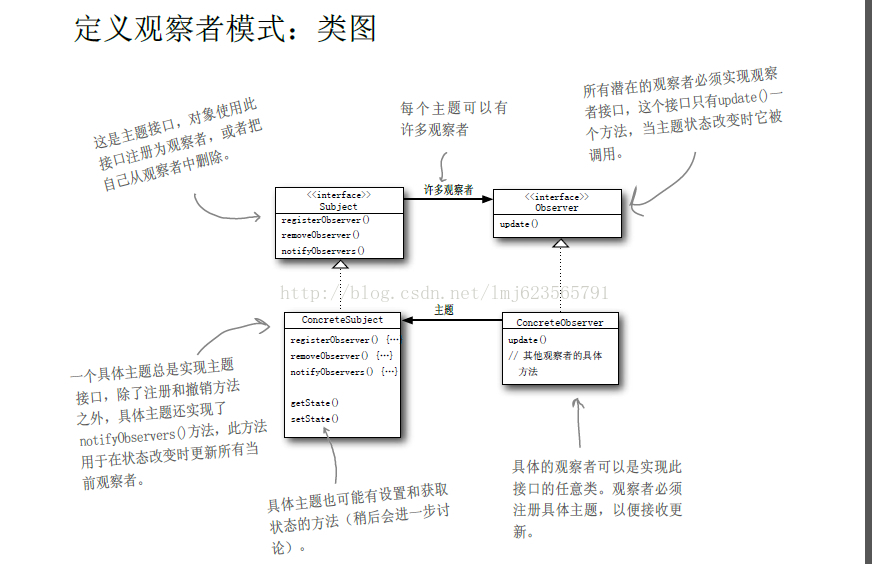 定义观察者模式：类图
这是主题接口，对象使用此
接口注册为观察者，或者把
自己从观察者中删除。
每个主题可以有
许多观察者
所有潜在的观察者必须实现观察
者接口，这个接口只有update()一
个方法，当主题状态改变时它被
调用。
许多观察者
<<interface>>
Subject
registerObserver()
removeObserver()
notifyObservers()
<<interface>>
Observer
update()
http://blog.csdn.net/lmj623565791
主题
ConcreteSubject
registerObserver() {…
removeObserver() {…}
notifyObservers() {…}
getState()
setState()
ConcreteObserver
update()
// 其他观察者的具体
方法
一个具体主题总是实现主题
接口，除了注册和撤销方法
之外，具体主题还实现了
notifyObservers()方法，此方法
用于在状态改变时更新所有当
前观察者。
具体主题也可能有设置和获取
状态的方法（稍后会进一步讨
论）。
具体的观察者可以是实现此
接口的任意类。观察者必须
注册具体主题，以便接收更
新。